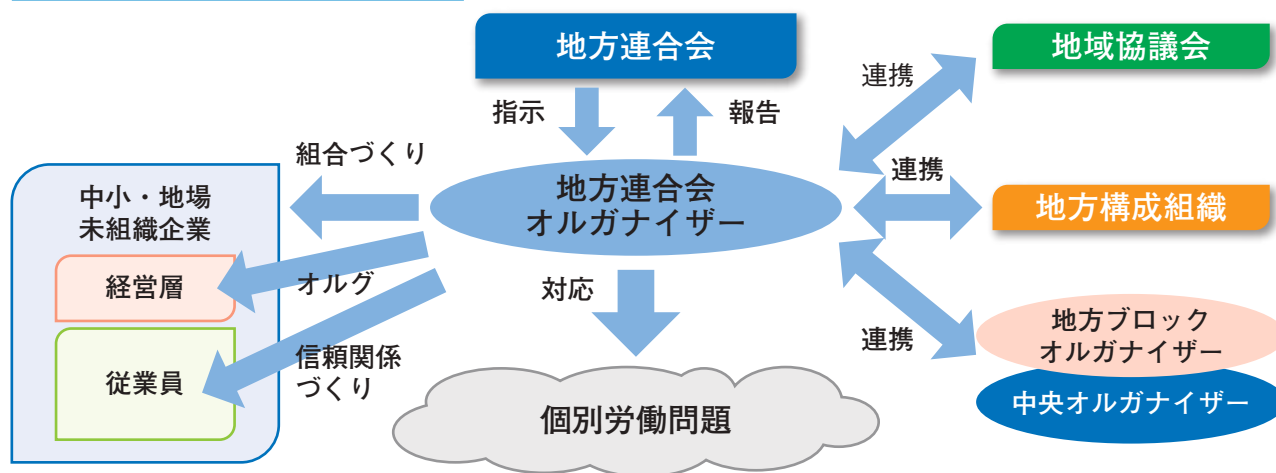 地方連合会
指示
報告
地域協議会
連携
組合づくり
中小・地場
未組織企業
経営層
従業員
オルグ
信頼関係
づくり
地方連合会
オルガナイザー
連携
地方構成組織
対応
個別労働問題
連携
地方ブロック
オルガナイザー
中央オルガナイザー